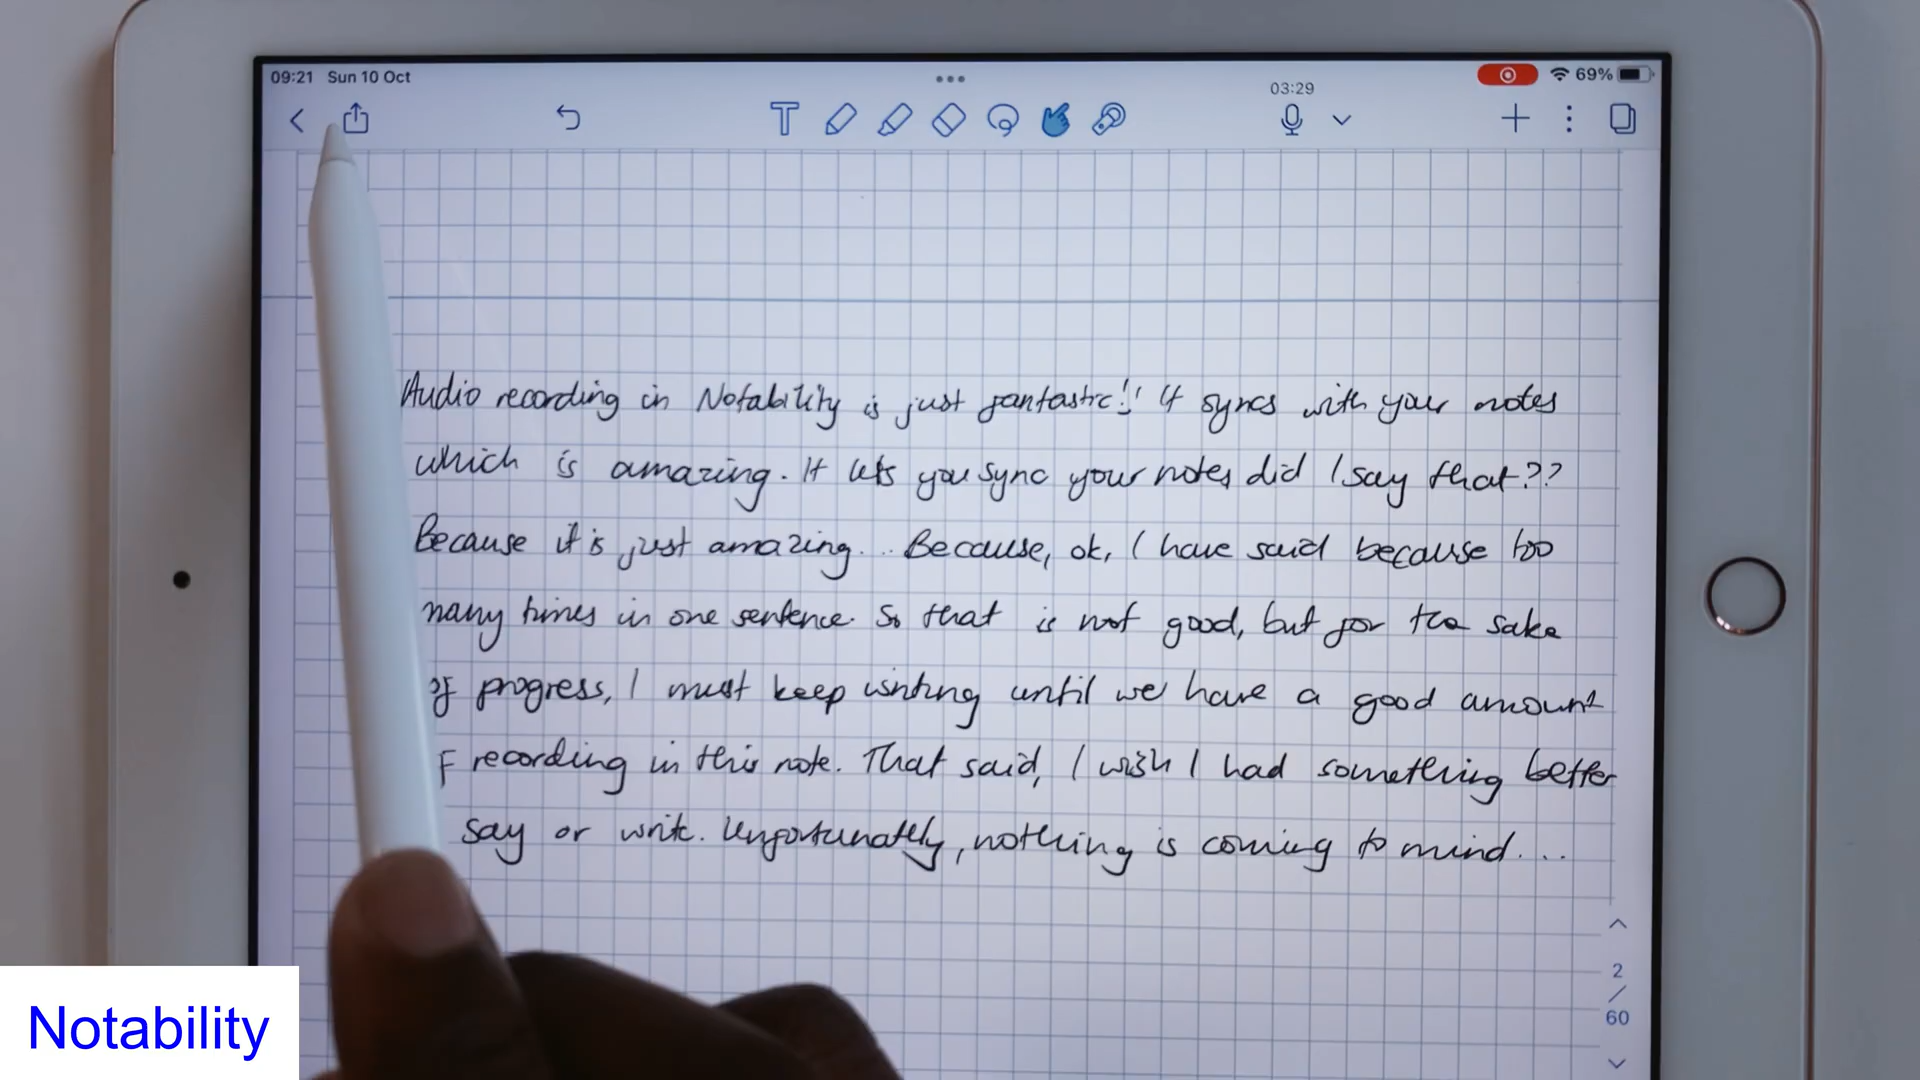 09:21 Sun 10 Oct
69%
03:29
Audio recording in Notability is just fantastic!! It syncs with your notes
which is amazing. It lets you sync your notes did I say that??
Because it is just amazing... Because, ok, I have said because too
many times in one sentence. So that is not good, but for the sake
of progress, I must keep writing until we have a good amount
F recording in this note. That said, I wish I had something better
say or write. Unfortunately, nothing is coming to mind....
2
/
60
Notability